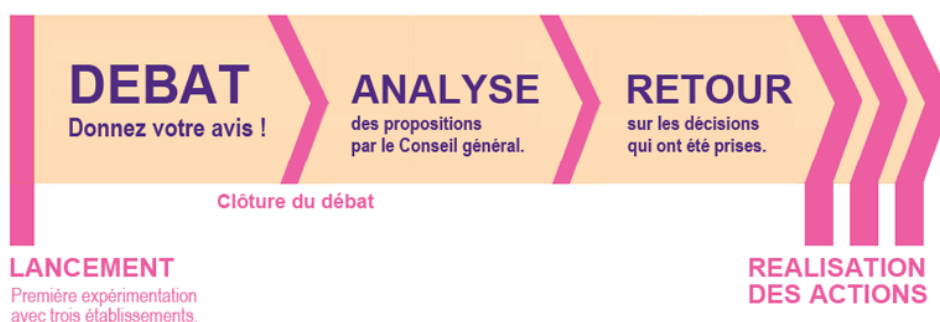 DEBAT
Donnez votre avis !
ANALYSE
des propositions
par le Conseil général.
RETOUR
sur les décisions
qui ont été prises.
Clôture du débat
LANCEMENT
Première expérimentation
avec trois établissements.
REALISATION
DES ACTIONS